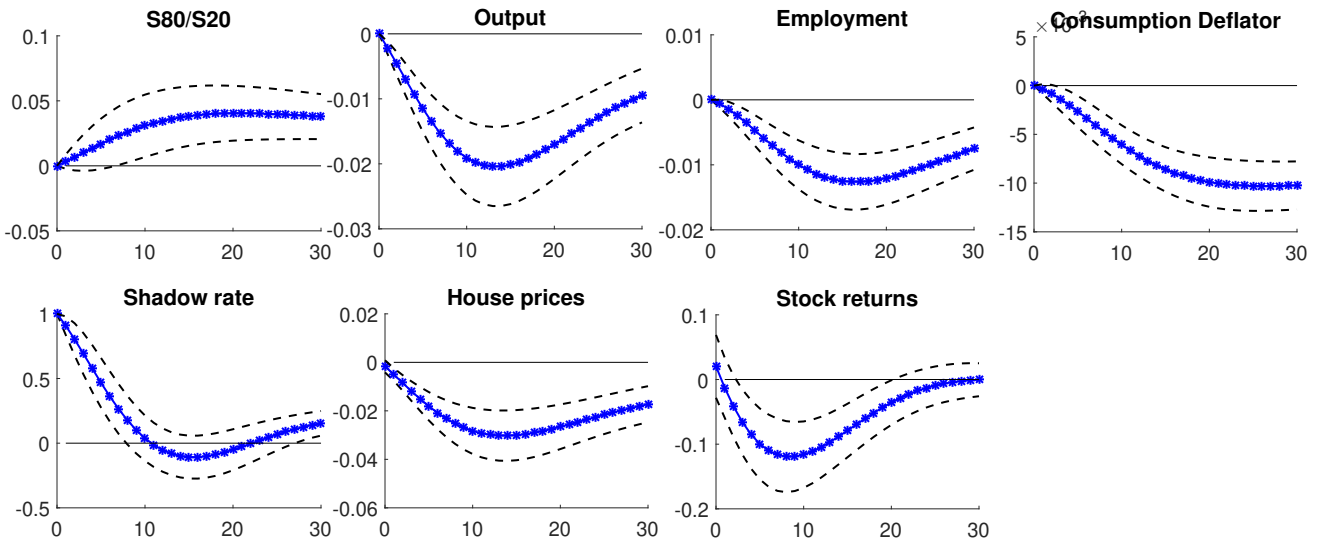 S80/S20
0.1
0.05
0
-0.05
0 10 20 30
Output
0
-0.01
-0.02
-0.03
0 10 20 30
Employment
0.01
0
-0.01
-0.02
0 10 20 30
Consumption Deflator
5
0
-5
-10
-15
0 10 20 30
Shadow rate
1
0.5
0
-0.5
0 10 20 30
House prices
0.02
0
-0.02
-0.04
-0.06
0 10 20 30
Stock returns
0.1
0
-0.1
-0.2
0 10 20 30